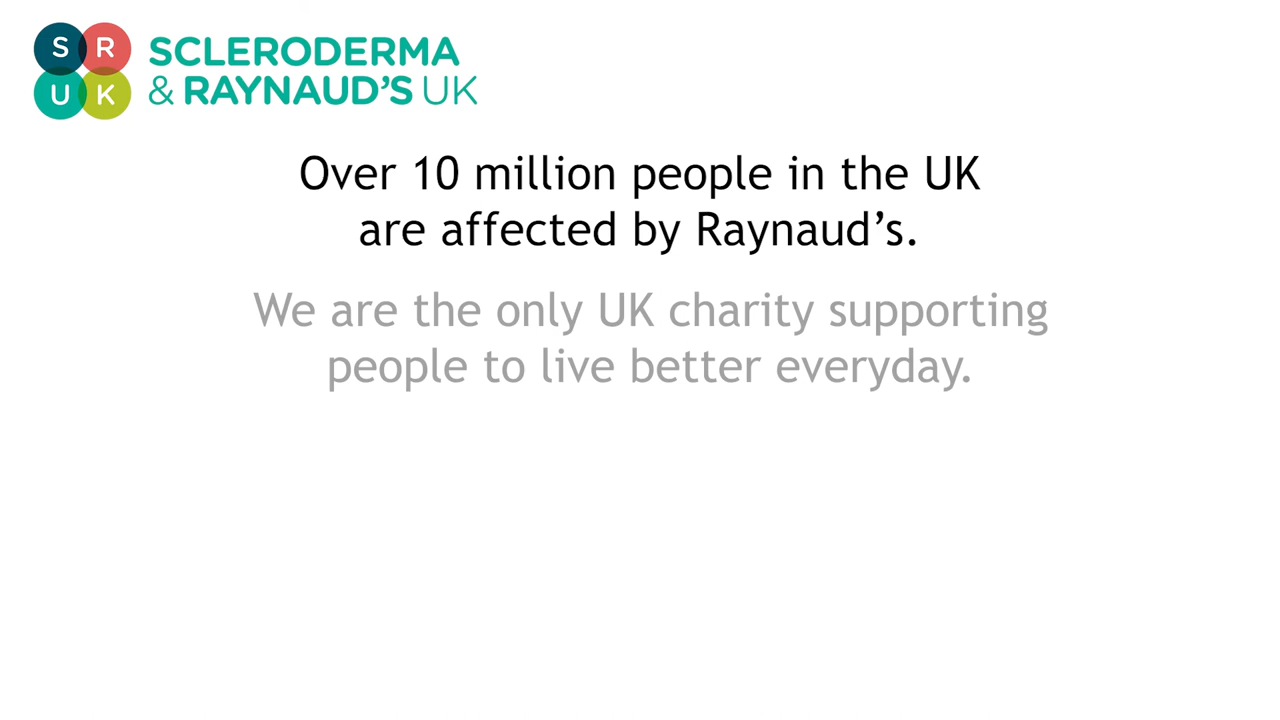 S R
U K
SCLERODERMA
& RAYNAUD'S UK
Over 10 million people in the UK
are affected by Raynaud’s.
We are the only UK charity supporting
people to live better everyday.